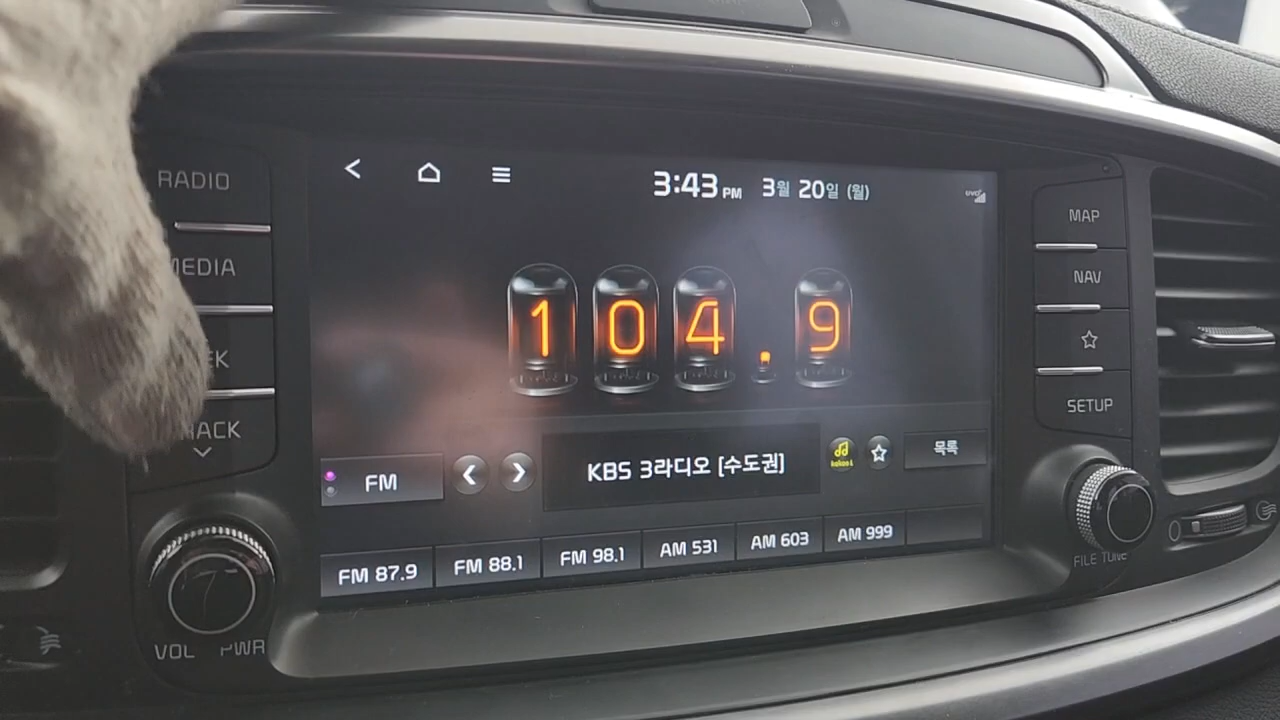 RADIO
MEDIA
TRACK
VOL PWR
3:43 PM 3월 20일 (월)
UVO
104.9
FM
KBS 3라디오 [수도권]
목록
FM 87.9
FM 88.1
FM 98.1
AM 531
AM 603
AM 999
MAP
NAV
SETUP
FILE TUNE